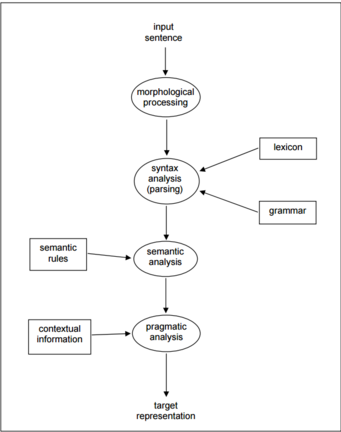 input
sentence
morphological
processing
lexicon
syntax
analysis
(parsing)
grammar
semantic
rules
semantic
analysis
contextual
information
pragmatic
analysis
target
representation